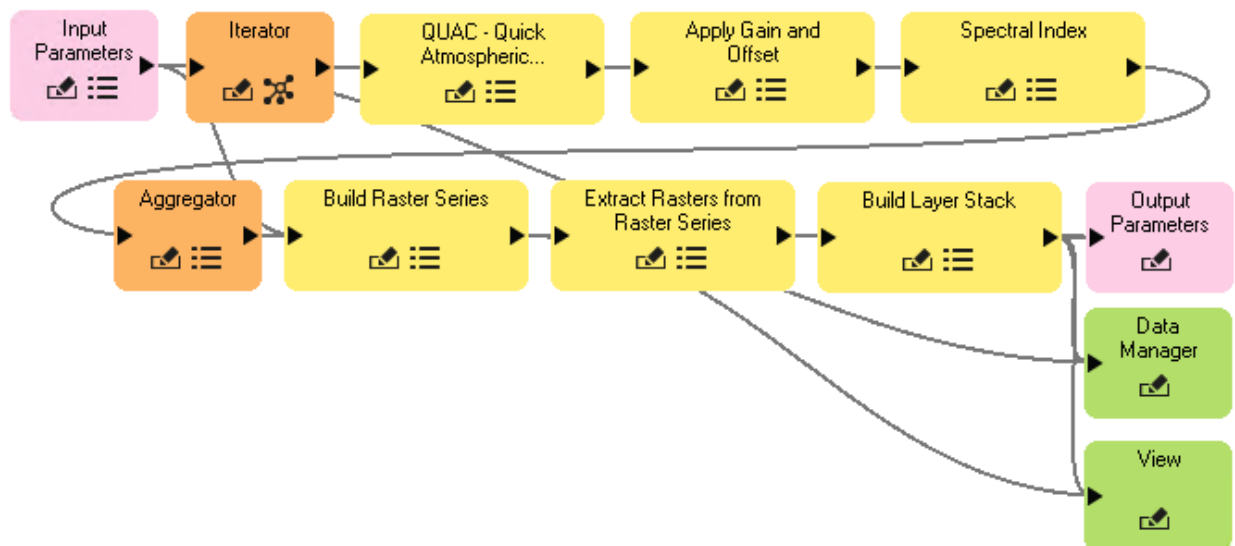 Input
Parameters
Iterator
QUAC - Quick
Atmospheric...
Apply Gain and
Offset
Spectral Index
Aggregator
Build Raster Series
Extract Rasters from
Raster Series
Build Layer Stack
Output
Parameters
Data
Manager
View